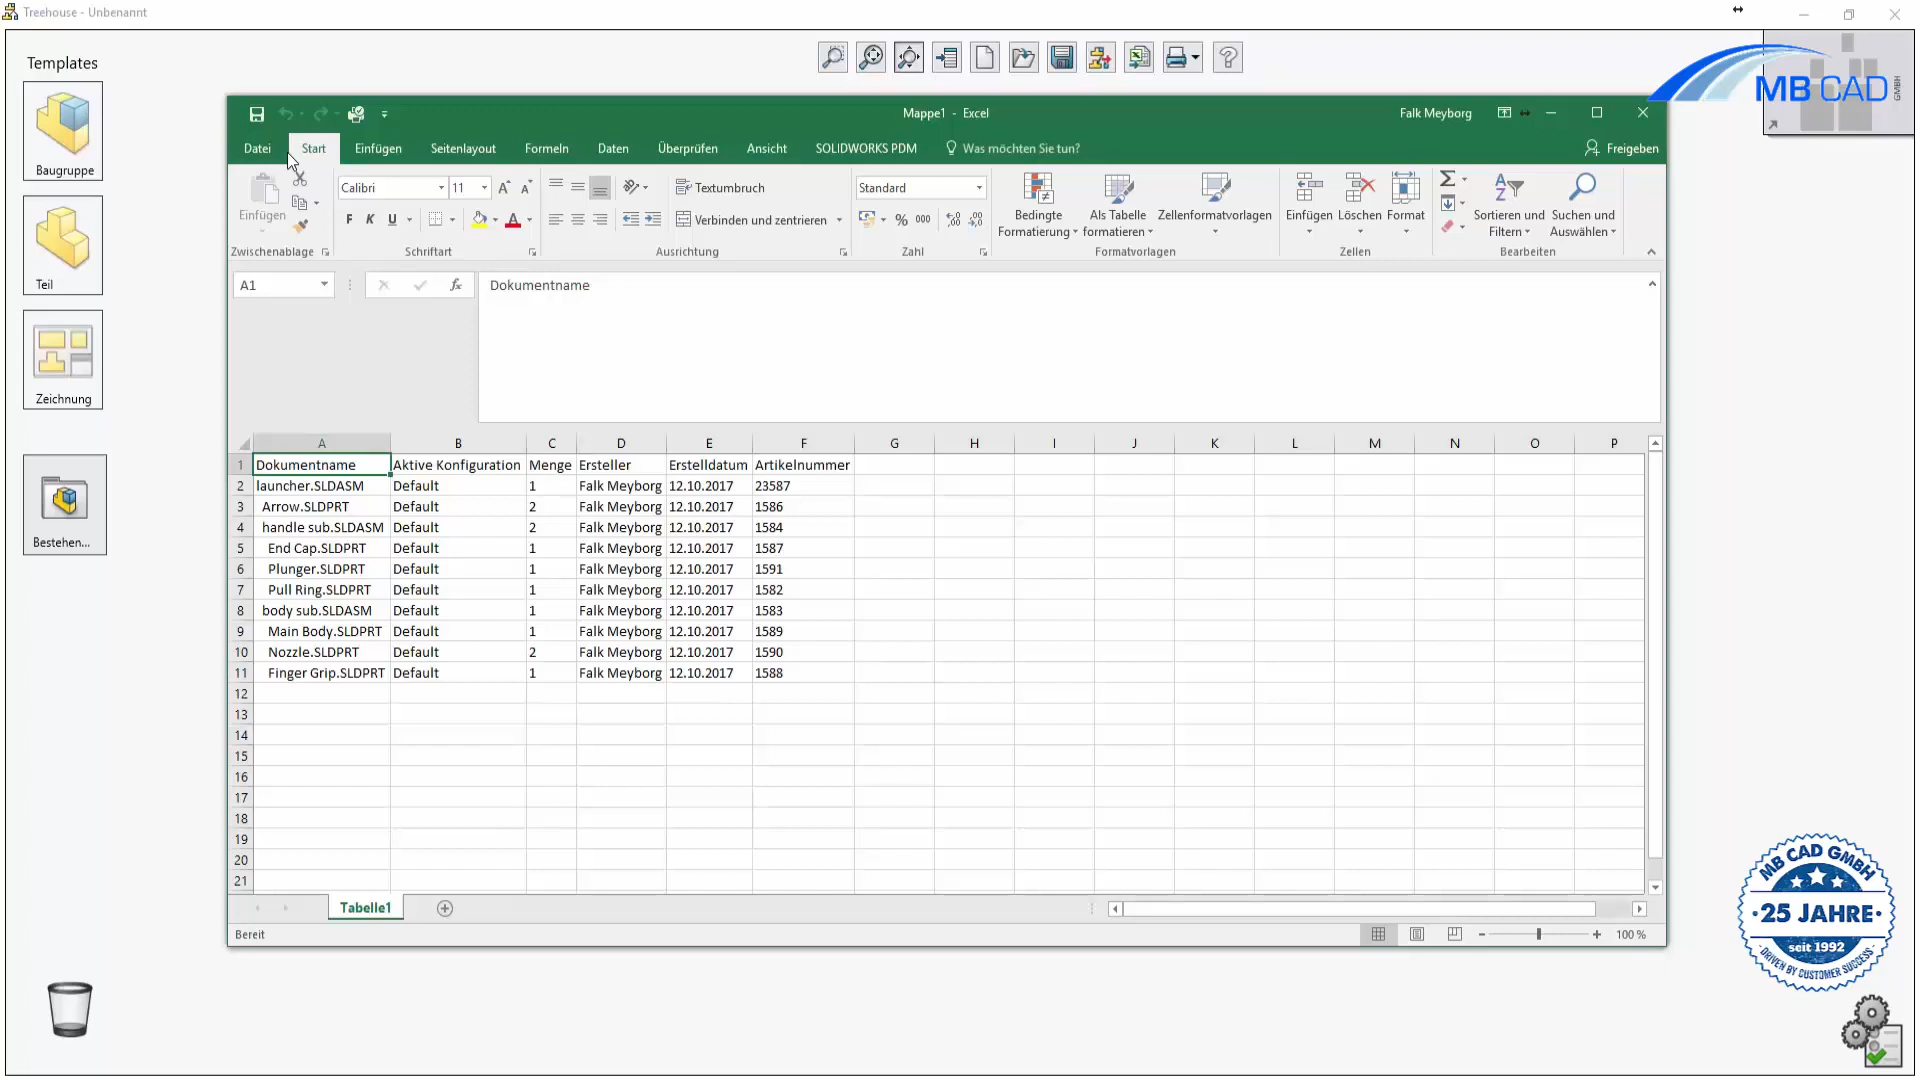 Treehouse - Unbenannt
Templates
Baugruppe
Teil
Zeichnung
Bestehen...
MB CAD GMBH
Mappe1 - Excel
Falk Meyborg
Datei Start Einfügen Seitenlayout Formeln Daten Überprüfen Ansicht SOLIDWORKS PDM Was möchten Sie tun? Freigeben
Einfügen
Calibri 11
F K U
Textumbruch
Verbinden und zentrieren
Standard
% 000
Bedingte Formatierung
Als Tabelle formatieren
Zellenformatvorlagen
Einfügen Löschen Format
Sortieren und Filtern
Suchen und Auswählen
Zwischenablage Schriftart Ausrichtung Zahl Formatvorlagen Zellen Bearbeiten
A1 fx Dokumentname
A B C D E F G H I J K L M N O P
1 Dokumentname Aktive Konfiguration Menge Ersteller Erstelldatum Artikelnummer
2 launcher.SLDASM Default 1 Falk Meyborg 12.10.2017 23587
3 Arrow.SLDPRT Default 2 Falk Meyborg 12.10.2017 1586
4 handle sub.SLDASM Default 2 Falk Meyborg 12.10.2017 1584
5 End Cap.SLDPRT Default 1 Falk Meyborg 12.10.2017 1587
6 Plunger.SLDPRT Default 1 Falk Meyborg 12.10.2017 1591
7 Pull Ring.SLDPRT Default 1 Falk Meyborg 12.10.2017 1582
8 body sub.SLDASM Default 1 Falk Meyborg 12.10.2017 1583
9 Main Body.SLDPRT Default 1 Falk Meyborg 12.10.2017 1589
10 Nozzle.SLDPRT Default 2 Falk Meyborg 12.10.2017 1590
11 Finger Grip.SLDPRT Default 1 Falk Meyborg 12.10.2017 1588
12
13
14
15
16
17
18
19
20
21
Tabelle1
Bereit
100 %
MB CAD GMBH
25 JAHRE
seit 1992
DRIVEN BY CUSTOMER SUCCESS